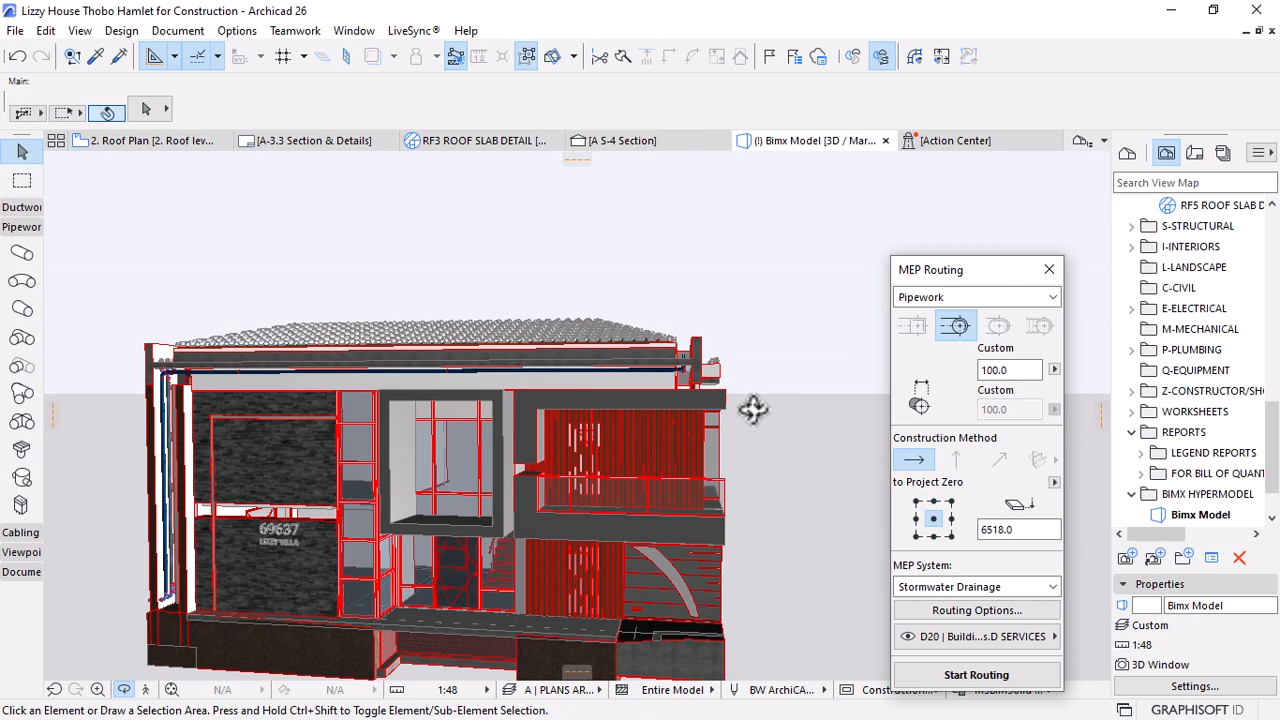 Lizzy House Thobo Hamlet for Construction - Archicad 26
File Edit View Design Document Options Teamwork Window LiveSync® Help
Main:
2. Roof Plan [2. Roof lev...
[A-3.3 Section & Details]
RF3 ROOF SLAB DETAIL [...
[A S-4 Section]
(!) Bimx Model [3D / Mar...
[Action Center]
Ductwo
Pipewor
Cabling
Viewpoi
Docume
69637
LIZZYVILLA
MEP Routing
Pipework
Custom
100.0
Custom
100.0
Construction Method
to Project Zero
6518.0
MEP System:
Stormwater Drainage
Routing Options...
D20 | Buildi...s.D SERVICES
Start Routing
Search View Map
RF5 ROOF SLAB D
S-STRUCTURAL
I-INTERIORS
L-LANDSCAPE
C-CIVIL
E-ELECTRICAL
M-MECHANICAL
P-PLUMBING
Q-EQUIPMENT
Z-CONSTRUCTOR/SH
WORKSHEETS
REPORTS
LEGEND REPORTS
FOR BILL OF QUANT
BIMX HYPERMODEL
Bimx Model
Properties
Bimx Model
Custom
1:48
3D Window
Settings...
N/A
N/A
1:48
A | PLANS AR...
Entire Model
BW ArchiCA...
Click an Element or Draw a Selection Area. Press and Hold Ctrl+Shift to Toggle Element/Sub-Element Selection.
GRAPHISOFT ID